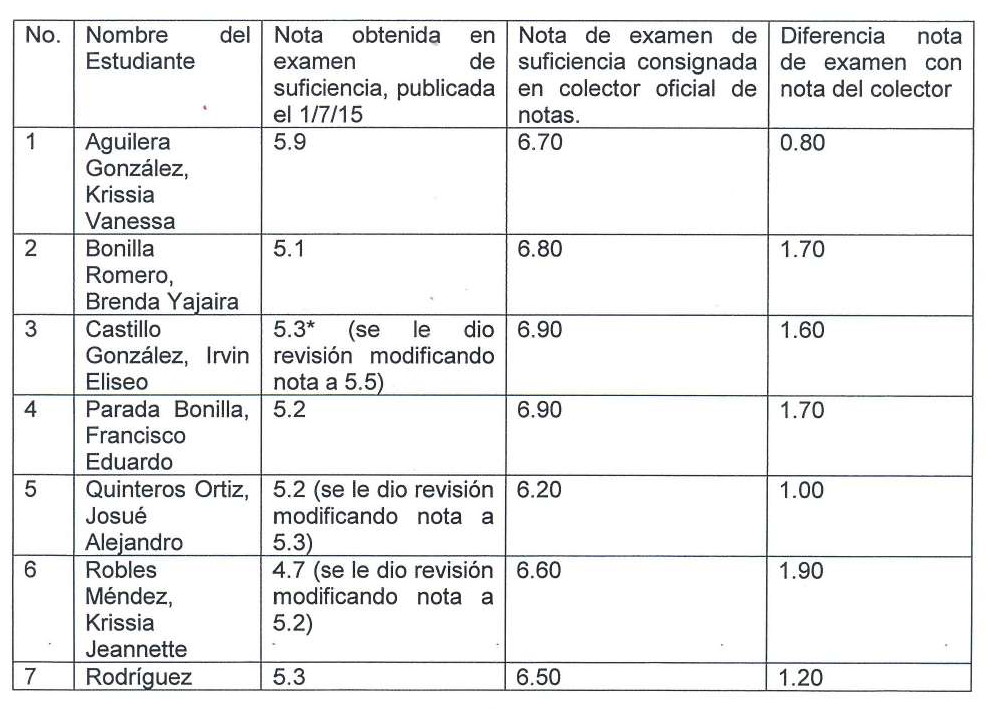 No. Nombre del Estudiante Nota obtenida en examen de suficiencia, publicada el 1/7/15 Nota de examen de suficiencia consignada en colector oficial de notas. Diferencia nota de examen con nota del colector
1 Aguilera González, Krissia Vanessa 5.9 6.70 0.80
2 Bonilla Romero, Brenda Yajaira 5.1 6.80 1.70
3 Castillo González, Irvin Eliseo 5.3* (se le dio revisión modificando nota a 5.5) 6.90 1.60
4 Parada Bonilla, Francisco Eduardo 5.2 6.90 1.70
5 Quinteros Ortiz, Josué Alejandro 5.2 (se le dio revisión modificando nota a 5.3) 6.20 1.00
6 Robles Méndez, Krissia Jeannette 4.7 (se le dio revisión modificando nota a 5.2) 6.60 1.90
7 Rodríguez 5.3 6.50 1.20